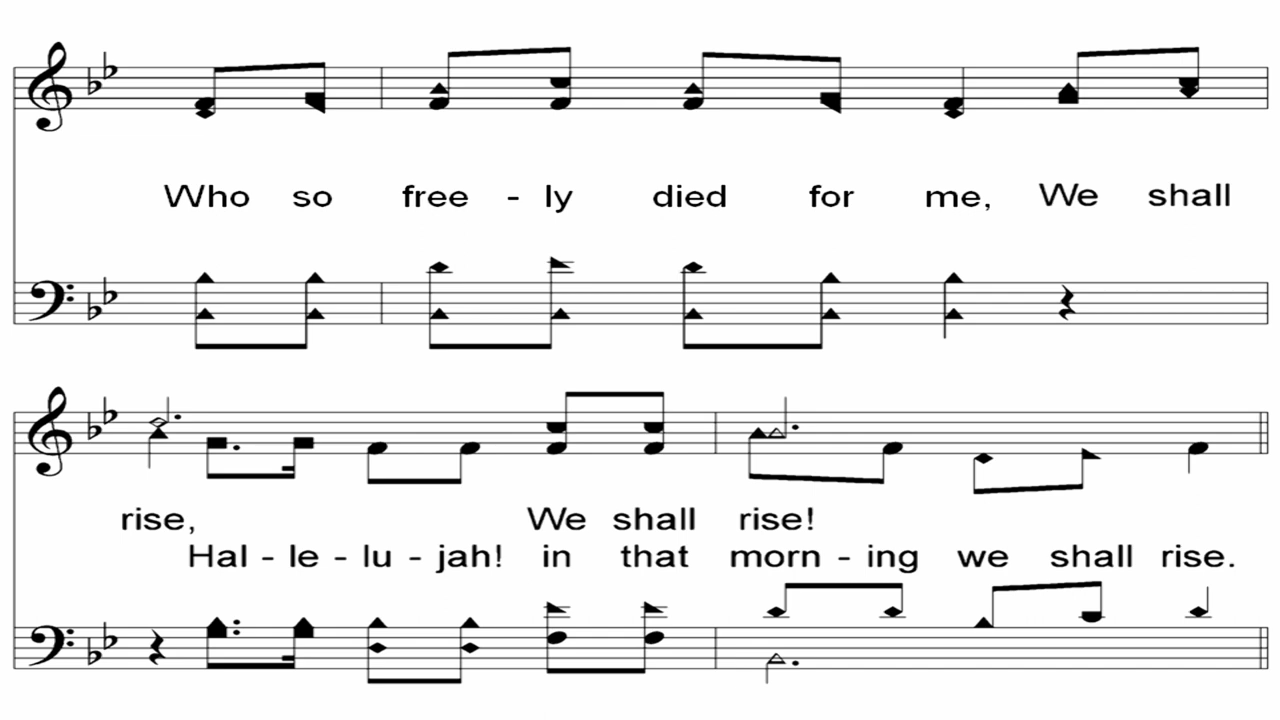 Who so free - ly died for me, We shall
rise, We shall rise!
Hal - le - lu - jah! in that morn - ing we shall rise.